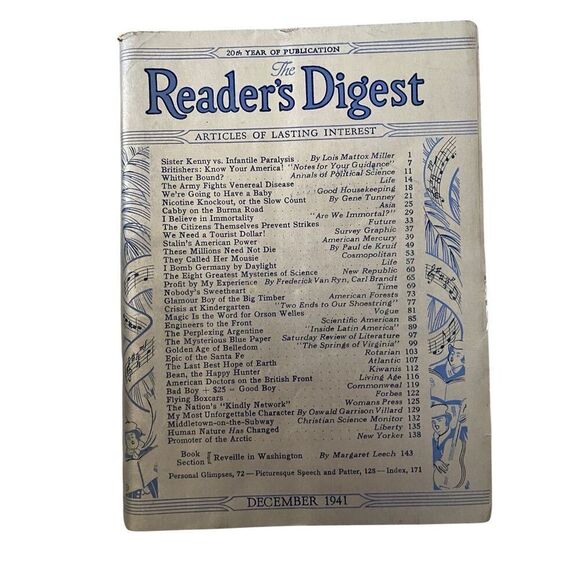 20th YEAR OF PUBLICATION
The
Reader's Digest
ARTICLES OF LASTING INTEREST
Sister Kenny vs. Infantile Paralysis By Lois Mattox Miller 1
Britishers: Know Your America! "Notes for Your Guidance" 7
Whither Bound? Annals of Political Science 11
The Army Fights Venereal Disease Life 14
We're Going to Have a Baby Good Housekeeping 18
Nicotine Knockout, or the Slow Count By Gene Tunney 21
Cabby on the Burma Road Asia 25
I Believe in Immortality "Are We Immortal?" 29
The Citizens Themselves Prevent Strikes Future 33
We Need a Tourist Dollar! Survey Graphic 37
Stalin's American Power American Mercury 39
These Millions Need Not Die By Paul de Kruif 49
They Called Her Mousie Cosmopolitan 53
I Bomb Germany by Daylight Life 57
The Eight Greatest Mysteries of Science New Republic 60
Profit by My Experience By Frederick Van Ryn, Carl Brandt 65
Nobody's Sweetheart Time 69
Glamour Boy of the Big Timber American Forests 73
Crisis at Kindergarten "Two Ends to Our Shoestring" 77
Magic Is the Word for Orson Welles Vogue 81
Engineers to the Front Scientific American 85
The Perplexing Argentine "Inside Latin America" 89
The Mysterious Blue Paper Saturday Review of Literature 97
Golden Age of Belledom "The Springs of Virginia" 99
Epic of the Santa Fe Rotarian 103
The Last Best Hope of Earth Atlantic 107
Bean, the Happy Hunter Kiwanis 112
American Doctors on the British Front Living Age 116
Bad Boy + $25 = Good Boy Commonweal 119
Flying Boxcars Forbes 122
The Nation's "Kindly Network" Womans Press 125
My Most Unforgettable Character By Oswald Garrison Villard 129
Middletown-on-the-Subway Christian Science Monitor 132
Human Nature Has Changed Liberty 135
Promoter of the Arctic New Yorker 138
Book Section Reveille in Washington By Margaret Leech 143
Personal Glimpses, 72 — Picturesque Speech and Patter, 128 — Index, 171
DECEMBER 1941